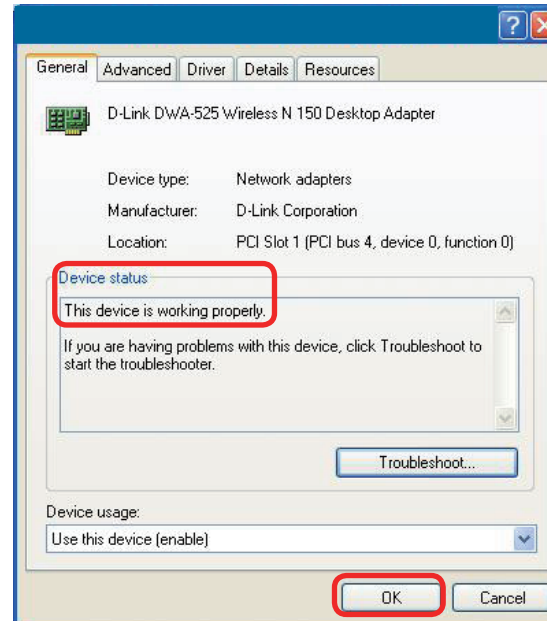 General Advanced Driver Details Resources
D-Link DWA-525 Wireless N 150 Desktop Adapter
Device type: Network adapters
Manufacturer: D-Link Corporation
Location: PCI Slot 1 (PCI bus 4, device 0, function 0)
Device status
This device is working properly.
If you are having problems with this device, click Troubleshoot to
start the troubleshooter.
Troubleshoot...
Device usage:
Use this device (enable)
OK Cancel